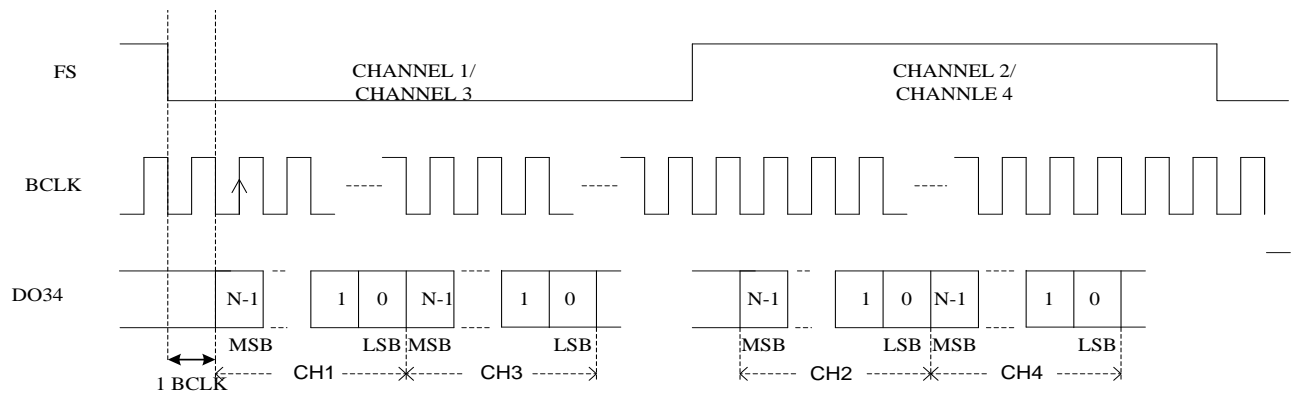 FS
CHANNEL 1/
CHANNEL 3
CHANNEL 2/
CHANNLE 4
BCLK
DO34
N-1 1 0 N-1 1 0 N-1 1 0 N-1 1 0
MSB LSB MSB LSB MSB LSB MSB LSB
CH1 CH3 CH2 CH4
1 BCLK